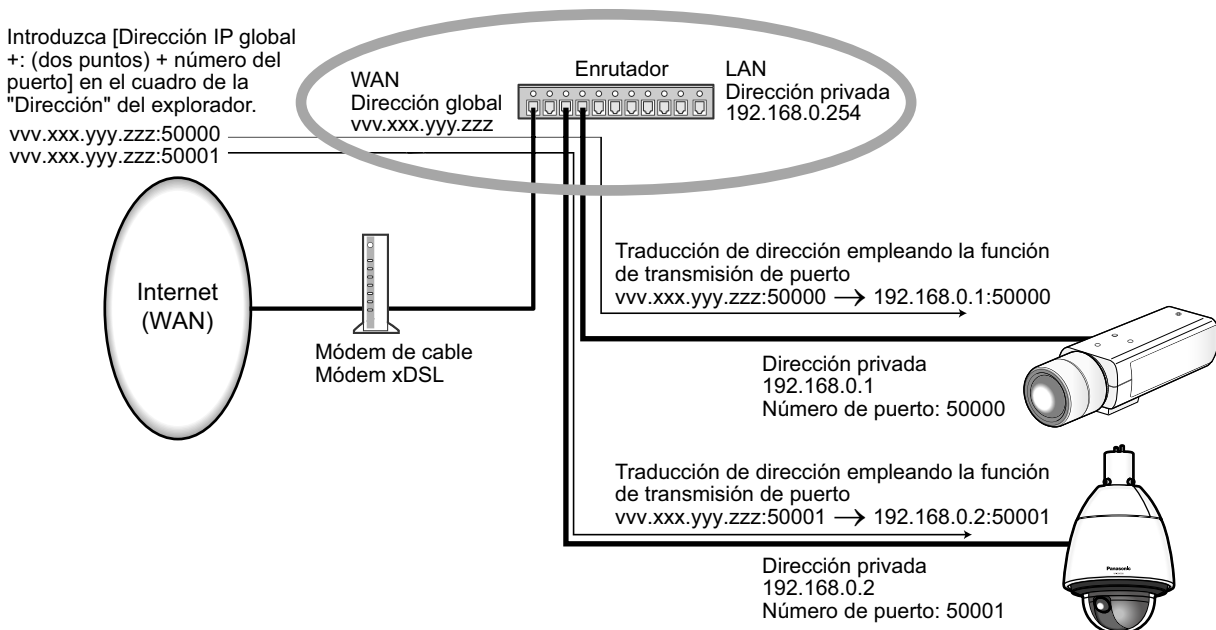 Introduzca [Dirección IP global
+: (dos puntos) + número del
puerto] en el cuadro de la
"Dirección" del explorador.
vvv.xxx.yyy.zzz:50000
vvv.xxx.yyy.zzz:50001
WAN
Dirección global
vvv.xxx.yyy.zzz
Enrutador
LAN
Dirección privada
192.168.0.254
Internet
(WAN)
Módem de cable
Módem xDSL
Traducción de dirección empleando la función
de transmisión de puerto
vvv.xxx.yyy.zzz:50000 → 192.168.0.1:50000
Dirección privada
192.168.0.1
Número de puerto: 50000
Traducción de dirección empleando la función
de transmisión de puerto
vvv.xxx.yyy.zzz:50001 → 192.168.0.2:50001
Dirección privada
192.168.0.2
Número de puerto: 50001
Panasonic